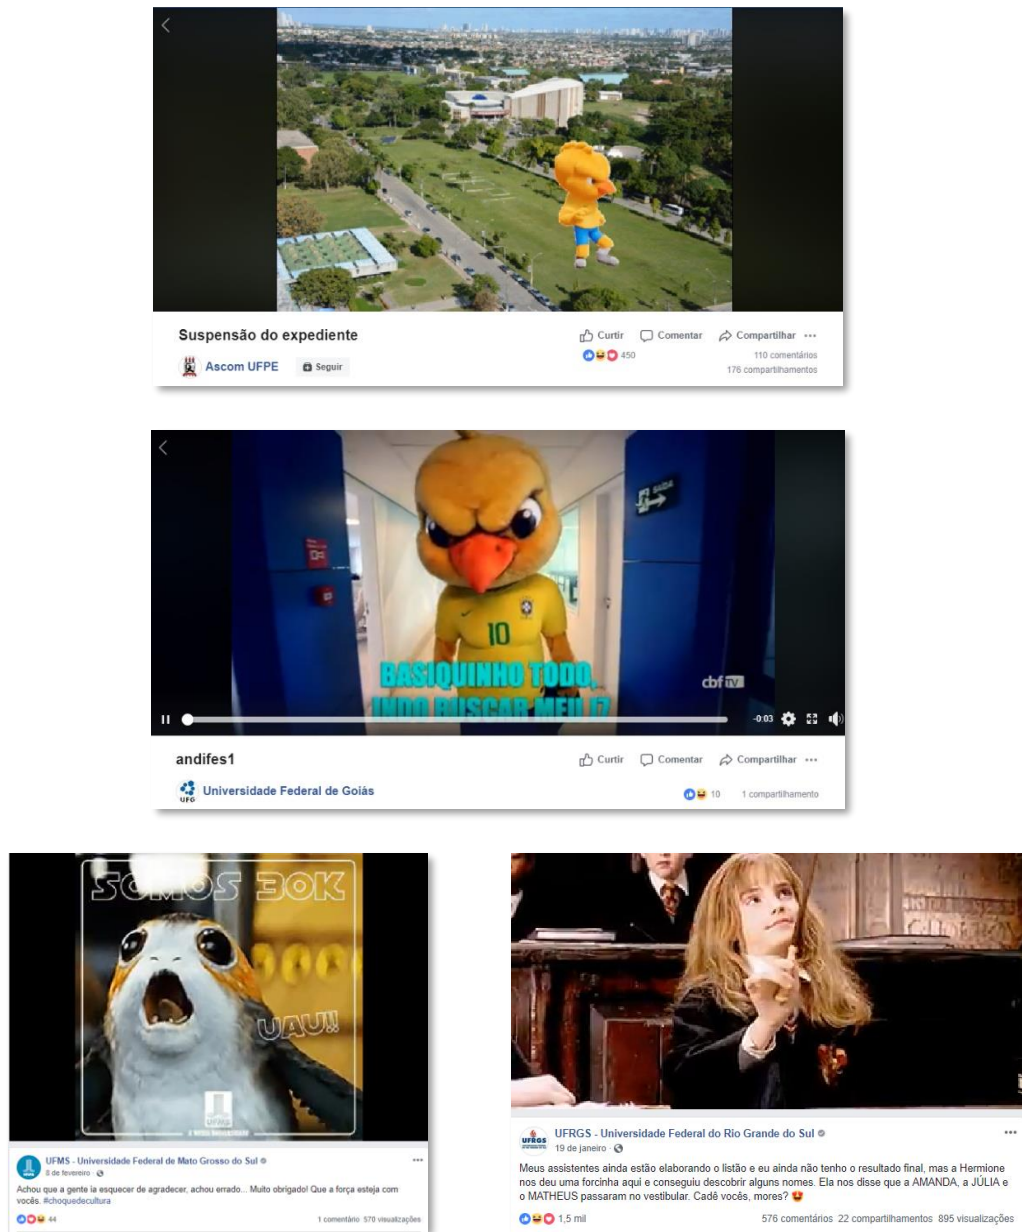 Suspensão do expediente
Curtir Comentar Compartilhar
Ascom UFPE Seguir
450 110 comentários
176 compartilhamentos
SAÍDA
10
BASIQUINHO TODO,
INDO BUSCAR MEU 17
cbf TV
-0:03
andifes1
Curtir Comentar Compartilhar
UFG
Universidade Federal de Goiás
10 1 compartilhamento
SOMOS 30K
UAU!!
UFMS
UFMS - Universidade Federal de Mato Grosso do Sul
8 de fevereiro ·
Achou que a gente ia esquecer de agradecer, achou errado... Muito obrigado! Que a força esteja com
vocês. #choquedecultura
44 1 comentário 570 visualizações
UFRGS
UFRGS - Universidade Federal do Rio Grande do Sul
19 de janeiro ·
Meus assistentes ainda estão elaborando o listão e eu ainda não tenho o resultado final, mas a Hermione
nos deu uma forcinha aqui e conseguiu descobrir alguns nomes. Ela nos disse que a AMANDA, a JÚLIA e
o MATHEUS passaram no vestibular. Cadê vocês, mores?
1,5 mil 576 comentários 22 compartilhamentos 895 visualizações